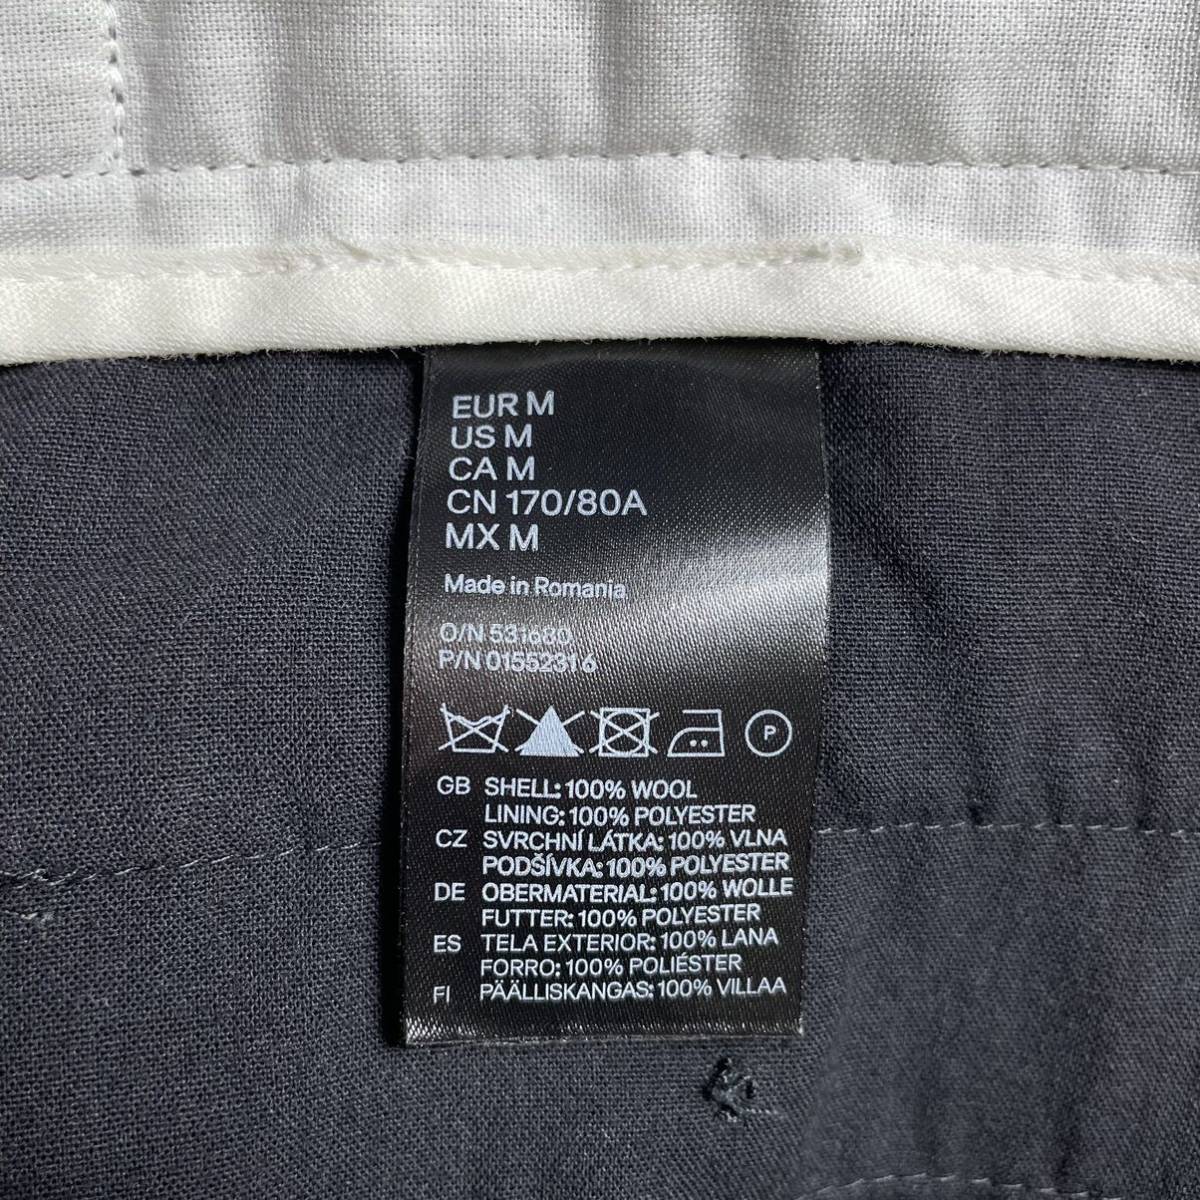 EUR M
US M
CA M
CN 170/80A
MX M
Made in Romania
O/N 531680
P/N 01552316
P
GB SHELL: 100% WOOL
LINING: 100% POLYESTER
CZ SVRCHNÍ LÁTKA: 100% VLNA
PODŠÍVKA: 100% POLYESTER
DE OBERMATERIAL: 100% WOLLE
FUTTER: 100% POLYESTER
ES TELA EXTERIOR: 100% LANA
FORRO: 100% POLIÉSTER
FI PÄÄLLISKANGAS: 100% VILLAA